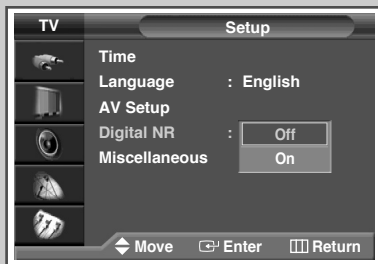 TV Setup
Time
Language : English
AV Setup
Digital NR : Off
On
Miscellaneous
Move Enter Return